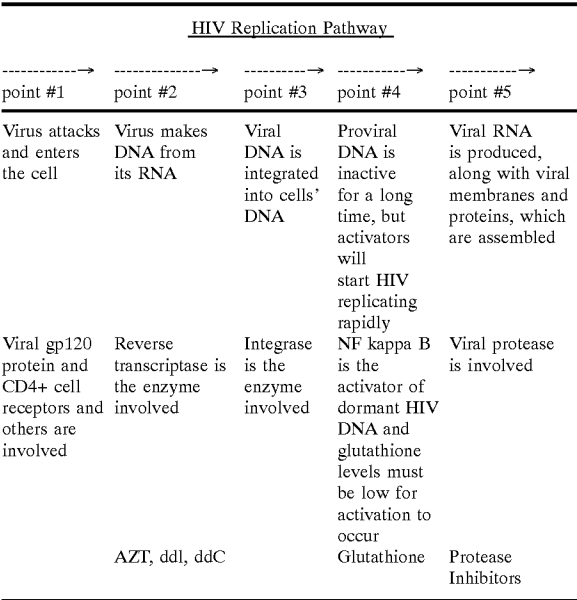 HIV Replication Pathway
------------→ -------------→ ----------→ ----------→ ----------→
point #1 point #2 point #3 point #4 point #5
Virus attacks
and enters
the cell
Virus makes
DNA from
its RNA
Viral
DNA is
integrated
into cells'
DNA
Proviral
DNA is
inactive
for a long
time, but
activators
will
start HIV
replicating
rapidly
Viral RNA
is produced,
along with viral
membranes and
proteins, which
are assembled
Viral gp120
protein and
CD4+ cell
receptors and
others are
involved
Reverse
transcriptase is
the enzyme
involved
Integrase
is the
enzyme
involved
NF kappa B
is the
activator of
dormant HIV
DNA and
glutathione
levels must
be low for
activation to
occur
Viral protease
is involved
AZT, ddl, ddC
Glutathione
Protease
Inhibitors